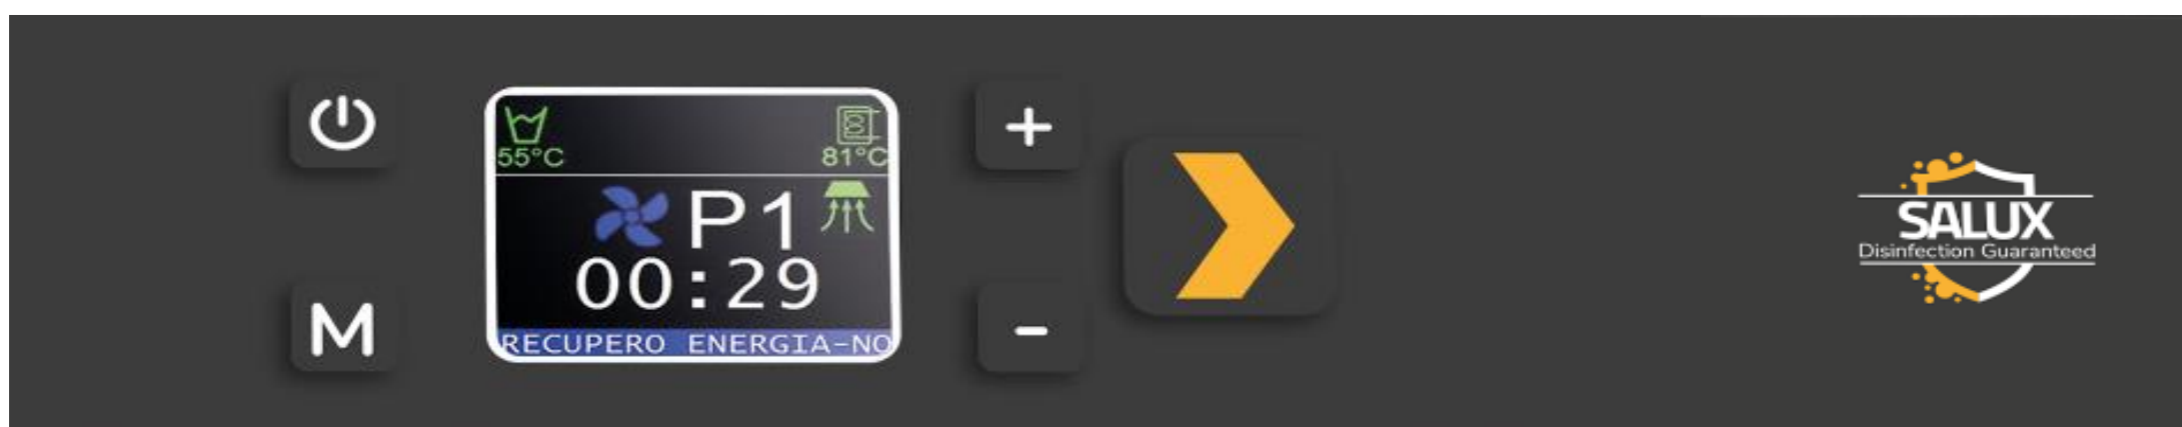 55°C
81°C
P1
00:29
RECUPERO ENERGIA-NO
M
+
-
SALUX
Disinfection Guaranteed